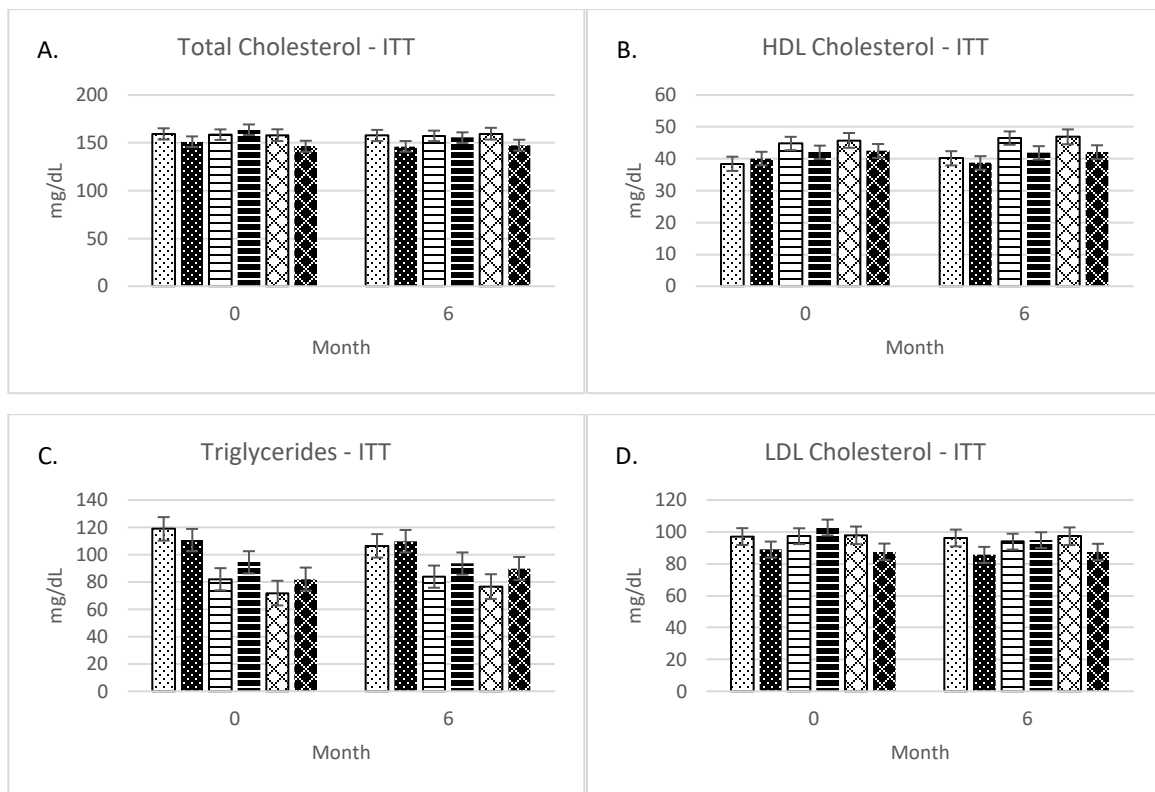 A.
Total Cholesterol - ITT
200
150
100
50
0
mg/dL
0 6
Month
B.
HDL Cholesterol - ITT
60
50
40
30
20
10
0
mg/dL
0 6
Month
C.
Triglycerides - ITT
140
120
100
80
60
40
20
0
mg/dL
0 6
Month
D.
LDL Cholesterol - ITT
120
100
80
60
40
20
0
mg/dL
0 6
Month